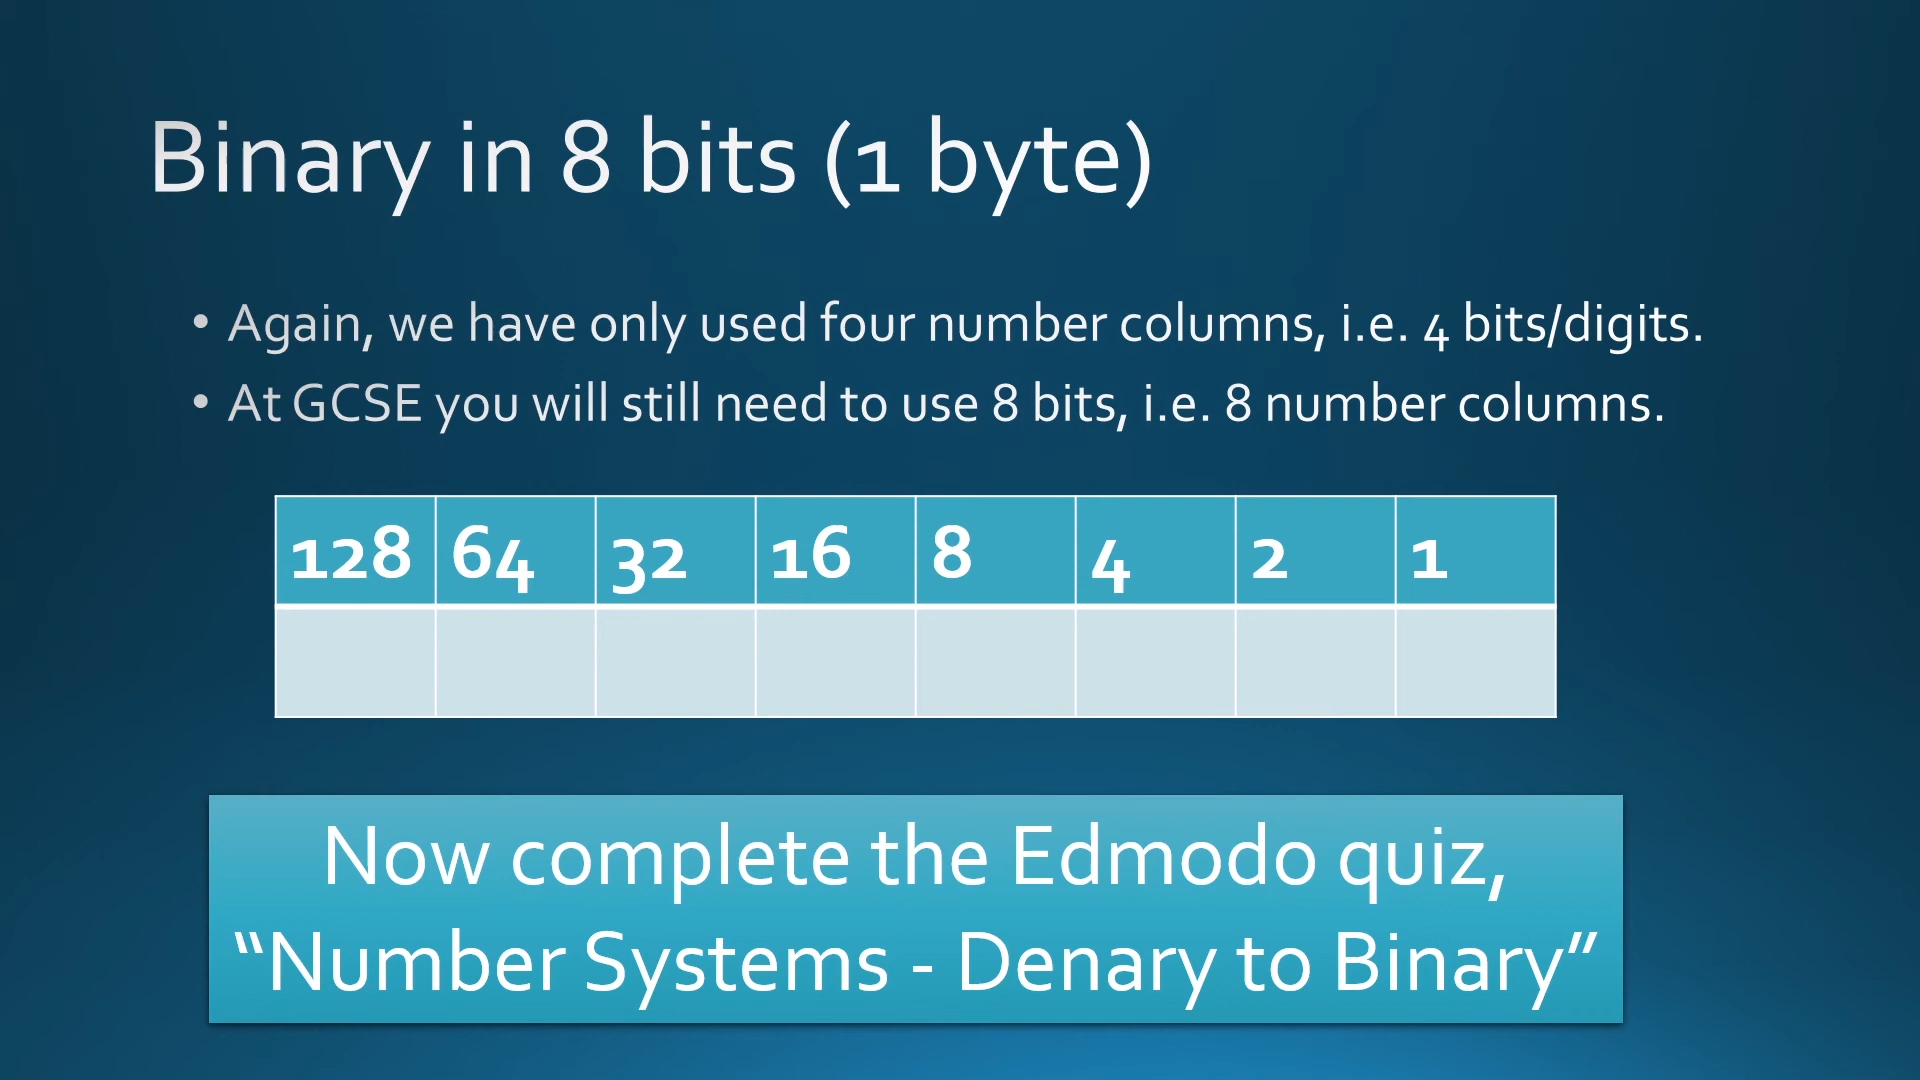 Binary in 8 bits (1 byte)
• Again, we have only used four number columns, i.e. 4 bits/digits.
• At GCSE you will still need to use 8 bits, i.e. 8 number columns.
128 64 32 16 8 4 2 1
Now complete the Edmodo quiz,
“Number Systems - Denary to Binary”